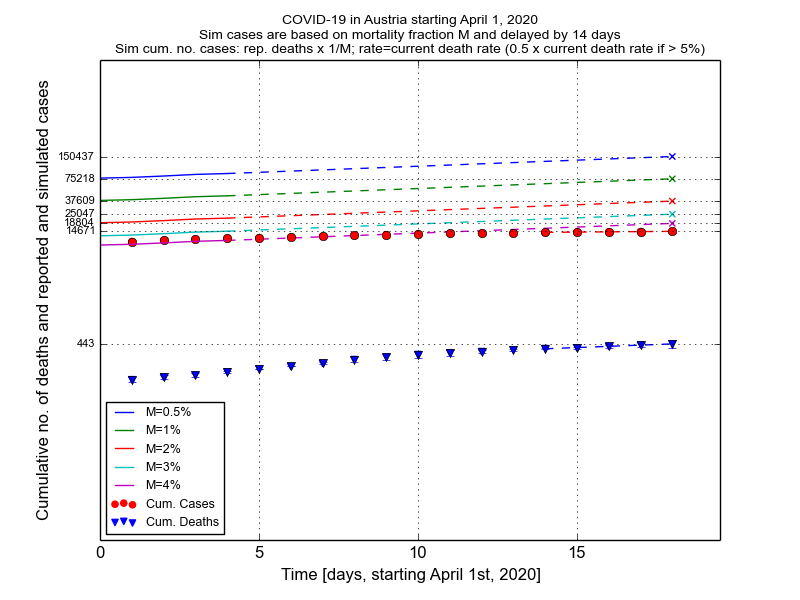 COVID-19 in Austria starting April 1, 2020
Sim cases are based on mortality fraction M and delayed by 14 days
Sim cum. no. cases: rep. deaths x 1/M; rate=current death rate (0.5 x current death rate if > 5%)
Cumulative no. of deaths and reported and simulated cases
150437
75218
37609
25047
18804
14671
443
M=0.5%
M=1%
M=2%
M=3%
M=4%
Cum. Cases
Cum. Deaths
0
5
10
15
Time [days, starting April 1st, 2020]